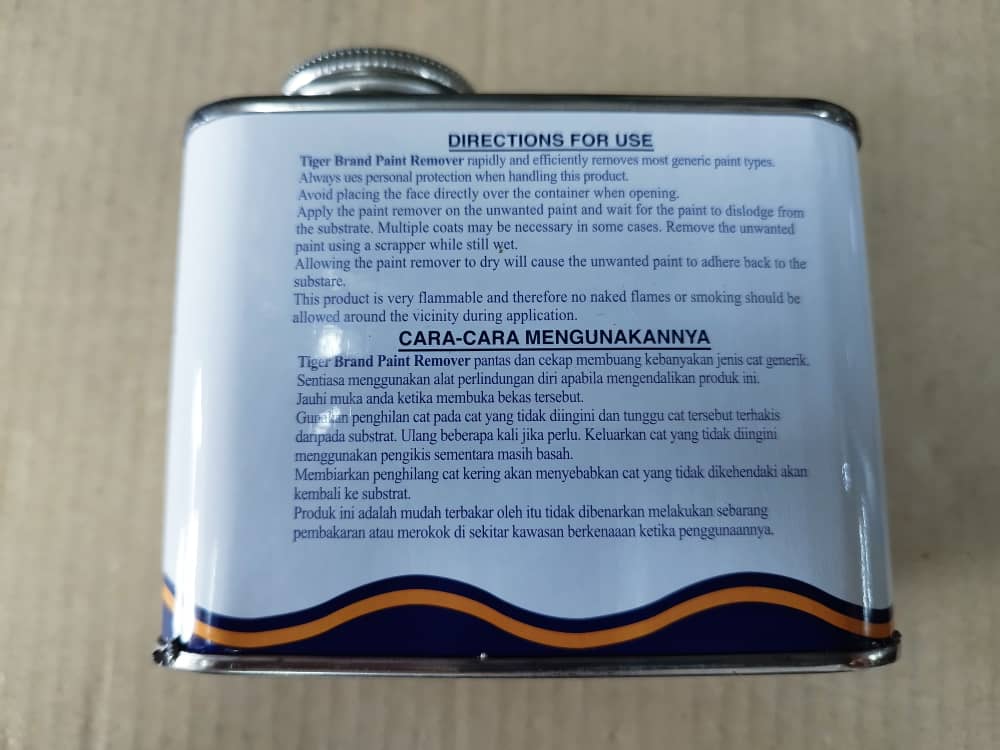 DIRECTIONS FOR USE
Tiger Brand Paint Remover rapidly and efficiently removes most generic paint types.
Always ues personal protection when handling this product.
Avoid placing the face directly over the container when opening.
Apply the paint remover on the unwanted paint and wait for the paint to dislodge from
the substrate. Multiple coats may be necessary in some cases. Remove the unwanted
paint using a scrapper while still wet.
Allowing the paint remover to dry will cause the unwanted paint to adhere back to the
substare.
This product is very flammable and therefore no naked flames or smoking should be
allowed around the vicinity during application.
CARA-CARA MENGUNAKANNYA
Tiger Brand Paint Remover pantas dan cekap membuang kebanyakan jenis cat generik.
Sentiasa menggunakan alat perlindungan diri apabila mengendalikan produk ini.
Jauhi muka anda ketika membuka bekas tersebut.
Gunakan penghilan cat pada cat yang tidak diingini dan tunggu cat tersebut terhakis
daripada substrat. Ulang beberapa kali jika perlu. Keluarkan cat yang tidak diingini
menggunakan pengikis sementara masih basah.
Membiarkan penghilang cat kering akan menyebabkan cat yang tidak dikehendaki akan
kembali ke substrat.
Produk ini adalah mudah terbakar oleh itu tidak dibenarkan melakukan sebarang
pembakaran atau merokok di sekitar kawasan berkenaaan ketika penggunaannya.